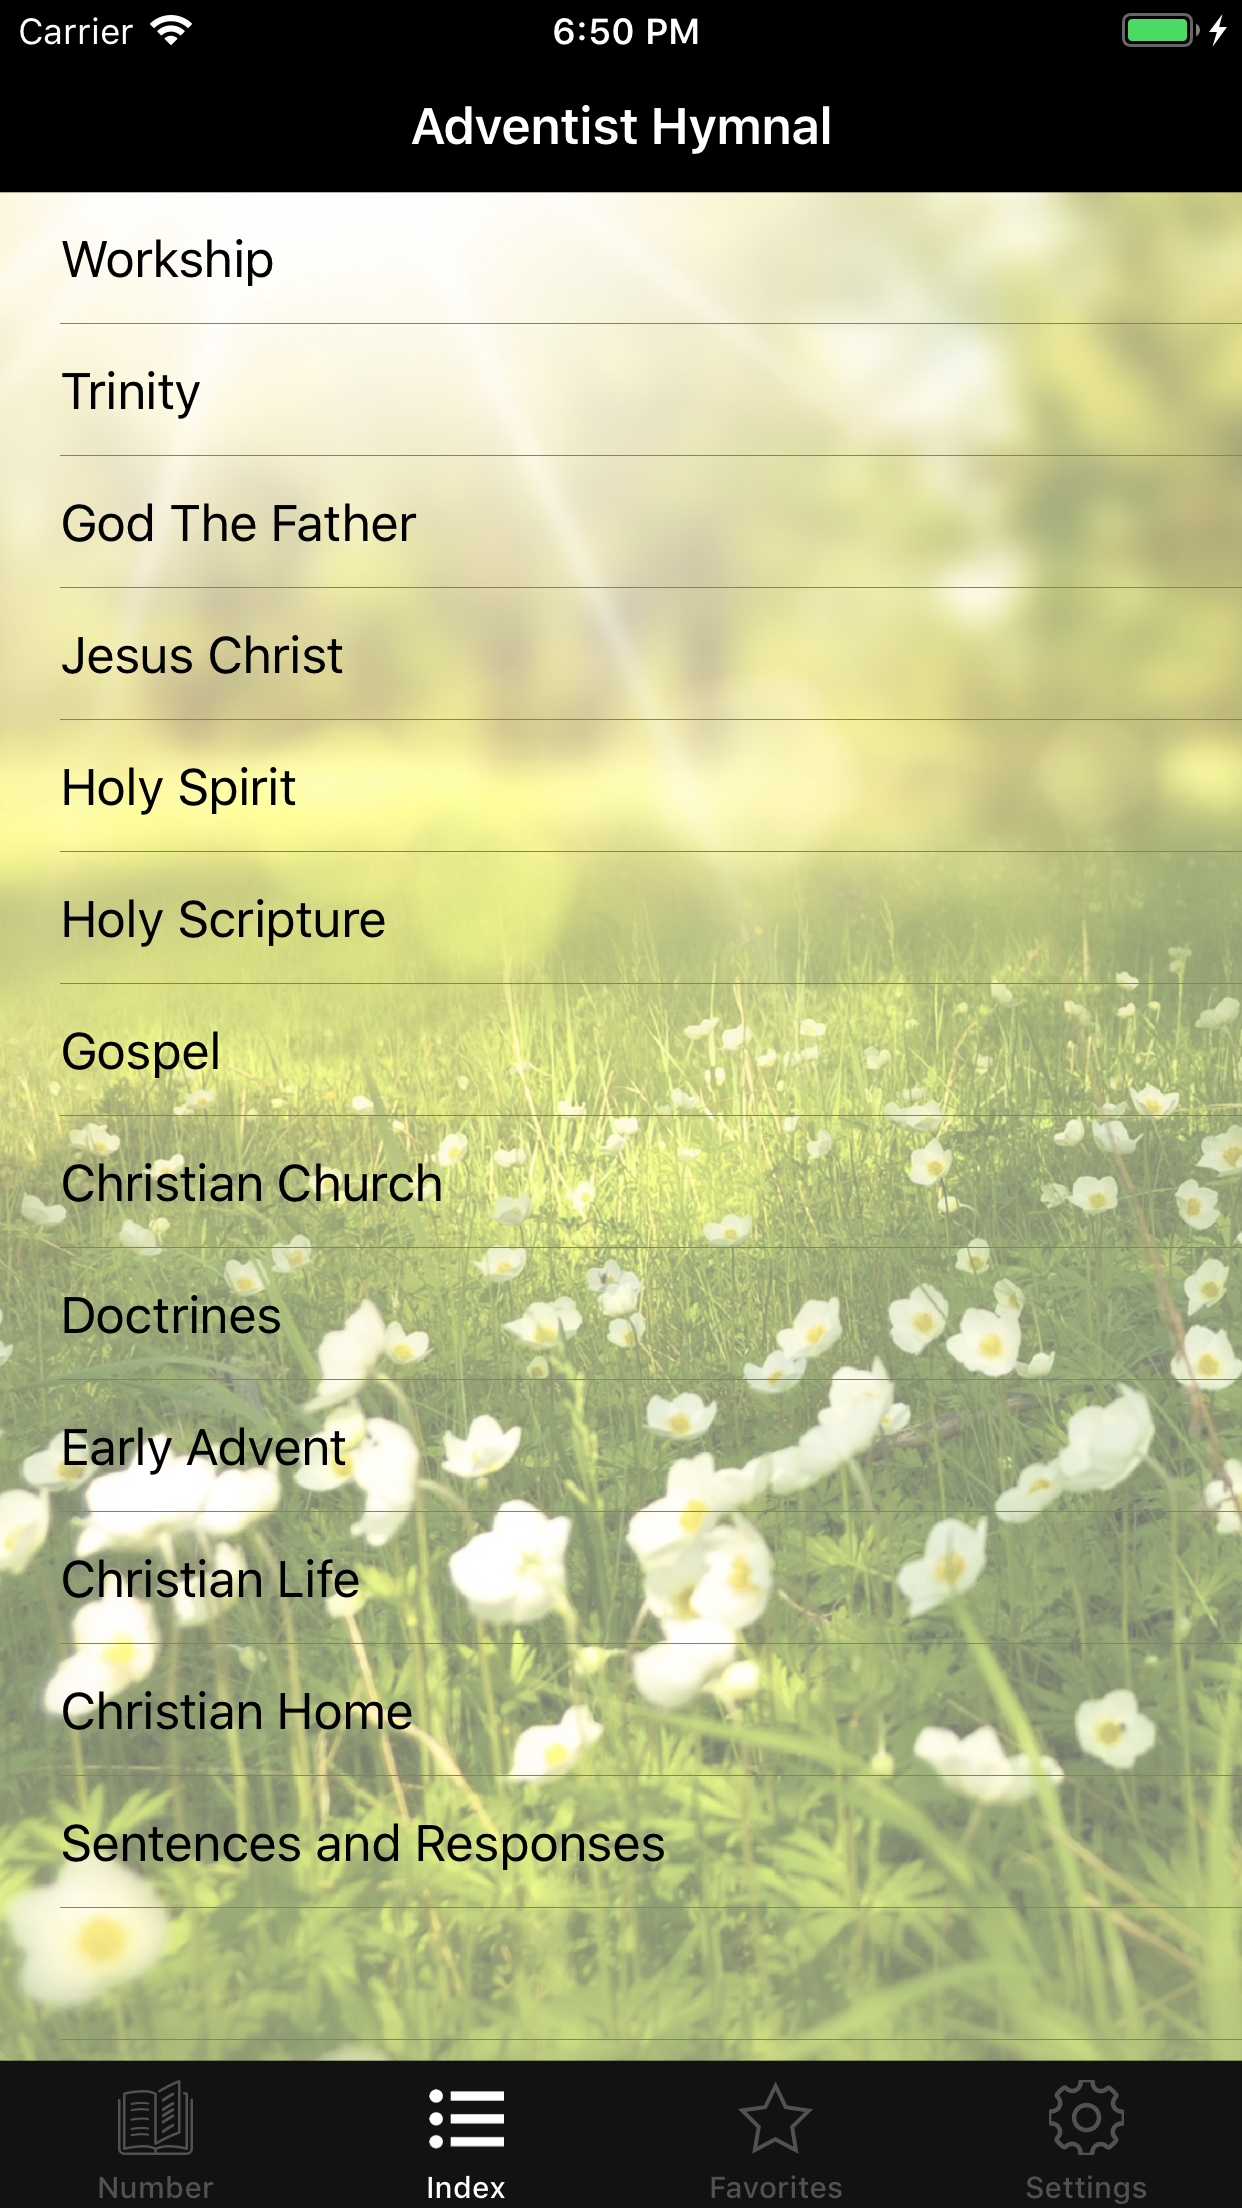 Carrier 6:50 PM
Adventist Hymnal
Workship
Trinity
God The Father
Jesus Christ
Holy Spirit
Holy Scripture
Gospel
Christian Church
Doctrines
Early Advent
Christian Life
Christian Home
Sentences and Responses
Number Index Favorites Settings